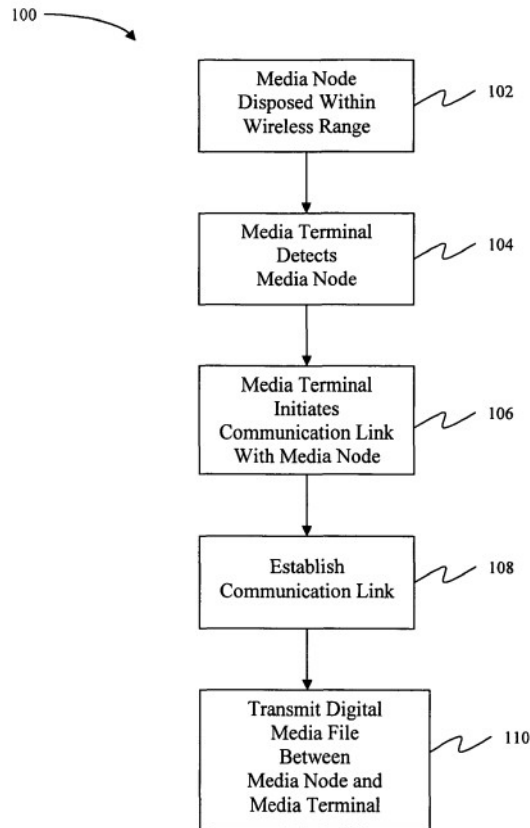 100
Media Node
Disposed Within
Wireless Range
102
Media Terminal
Detects
Media Node
104
Media Terminal
Initiates
Communication Link
With Media Node
106
Establish
Communication Link
108
Transmit Digital
Media File
Between
Media Node and
Media Terminal
110